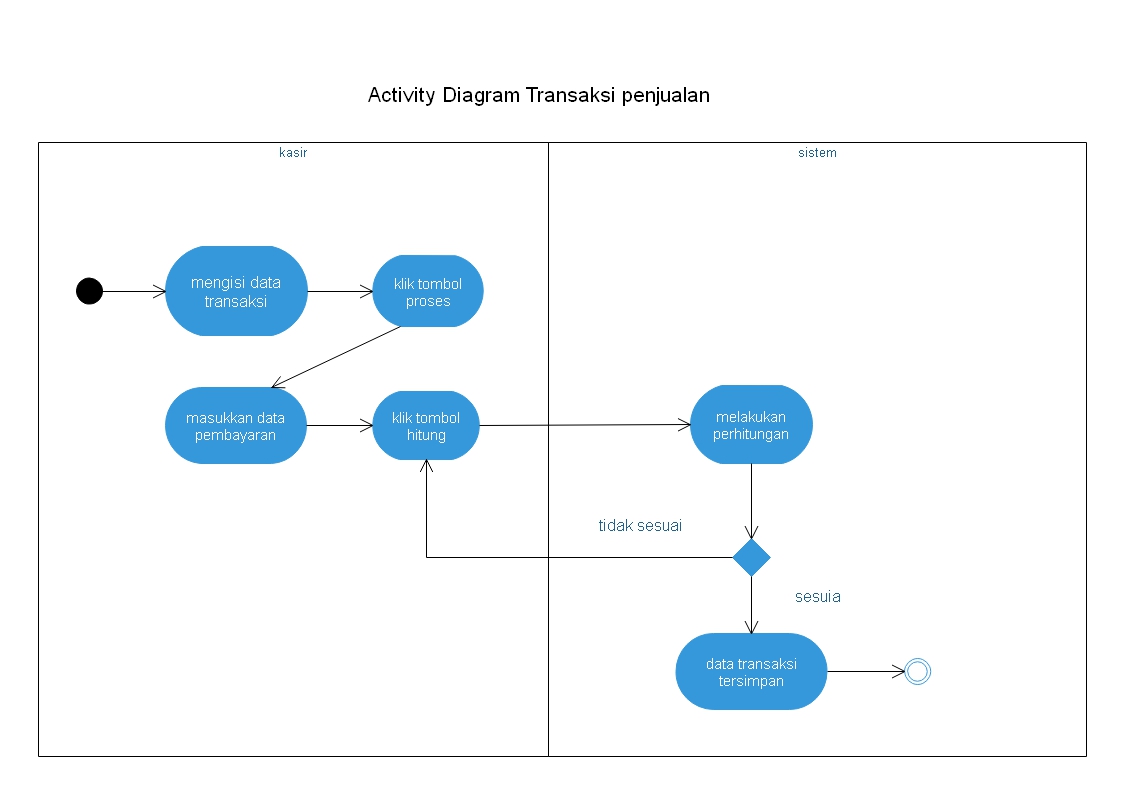 Activity Diagram Transaksi penjualan
kasir
sistem
mengisi data
transaksi
klik tombol
proses
masukkan data
pembayaran
klik tombol
hitung
melakukan
perhitungan
tidak sesuai
sesuia
data transaksi
tersimpan